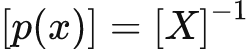 [p(x)] = [X]^{-1}